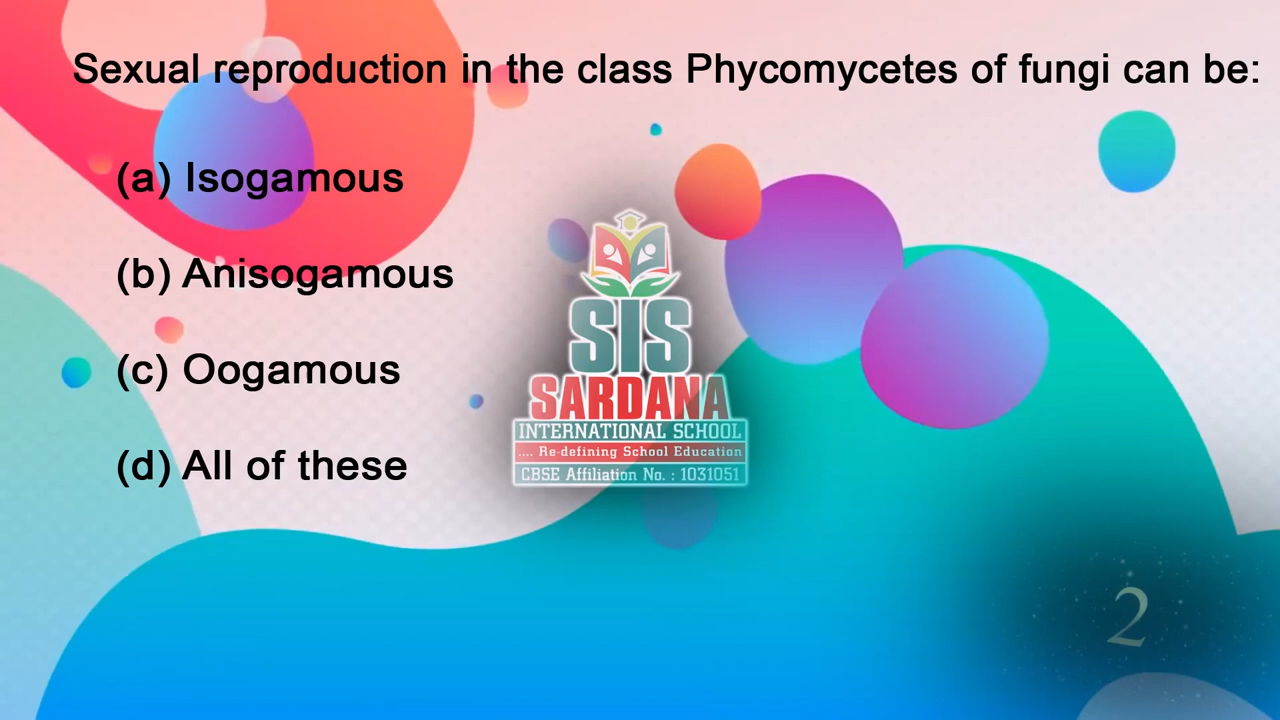 Sexual reproduction in the class Phycomycetes of fungi can be:
(a) Isogamous
(b) Anisogamous
(c) Oogamous
(d) All of these
SIS
SARDANA
INTERNATIONAL SCHOOL
.... Re-defining School Education
CBSE Affiliation No. : 1031051
2